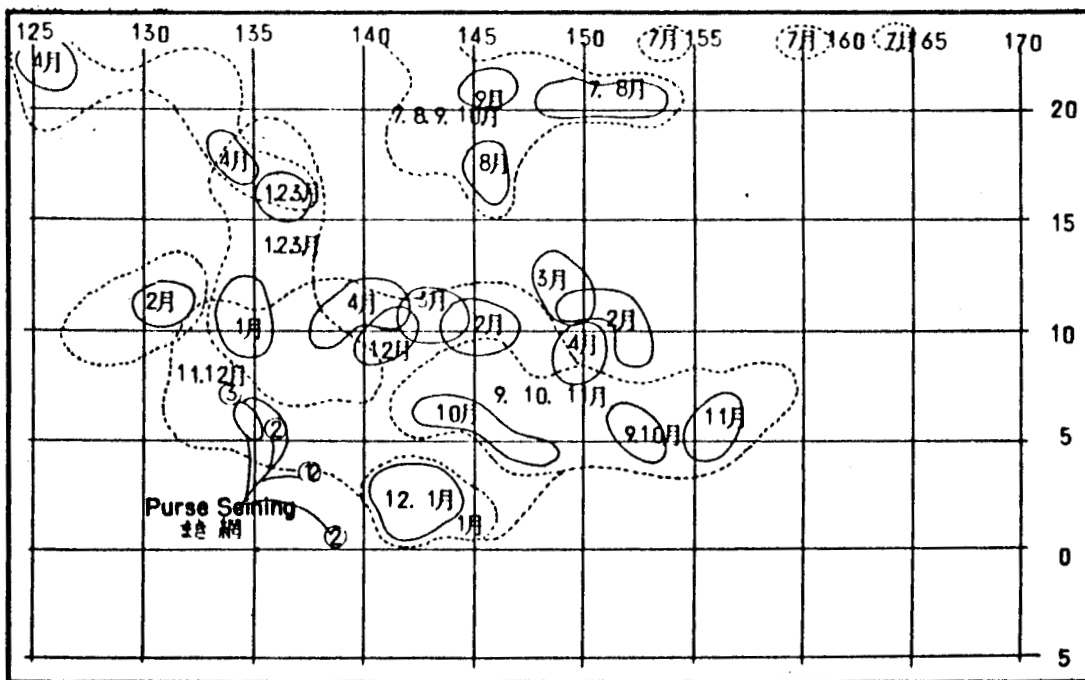 125 130 135 140 145 150 7月 155 7月 160 7月 165 170
4月
9月 7. 8月
7. 8. 9. 10月 20
4月 8月
1.2.3月
15
1.2.3月
3月
2月 4月 3月
1月 2月 2月 10
12月 4月
11.12月 9. 10. 11月
③
10月 11月
② 9.10月 5
12. 1月
Purse Seining 1月
まき網
② 0
5